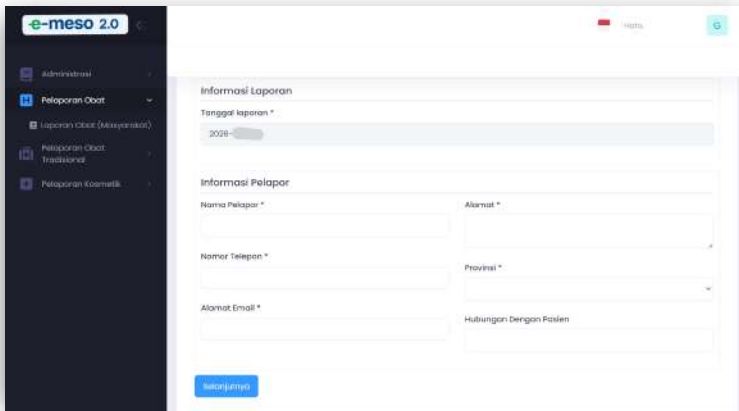 e-meso 2.0
G
Administrasi
Pelaporan Obat
Laporan Obat (Masyarakat)
Pelaporan Obat
Tradisional
Pelaporan Kosmetik
Informasi Laporan
Tanggal laporan *
2026-
Informasi Pelapor
Nama Pelapor *
Alamat *
Nomor Telepon *
Provinsi *
Alamat Email *
Hubungan Dengan Pasien
Selanjutnya